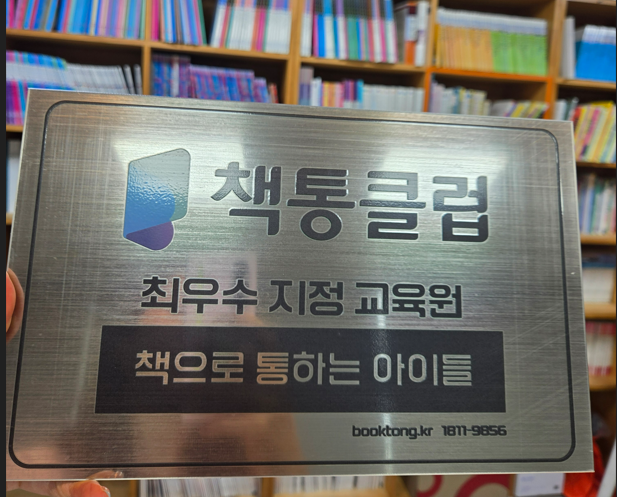 책통클럽
최우수 지정 교육원
책으로 통하는 아이들
booktong.kr 1811-9856